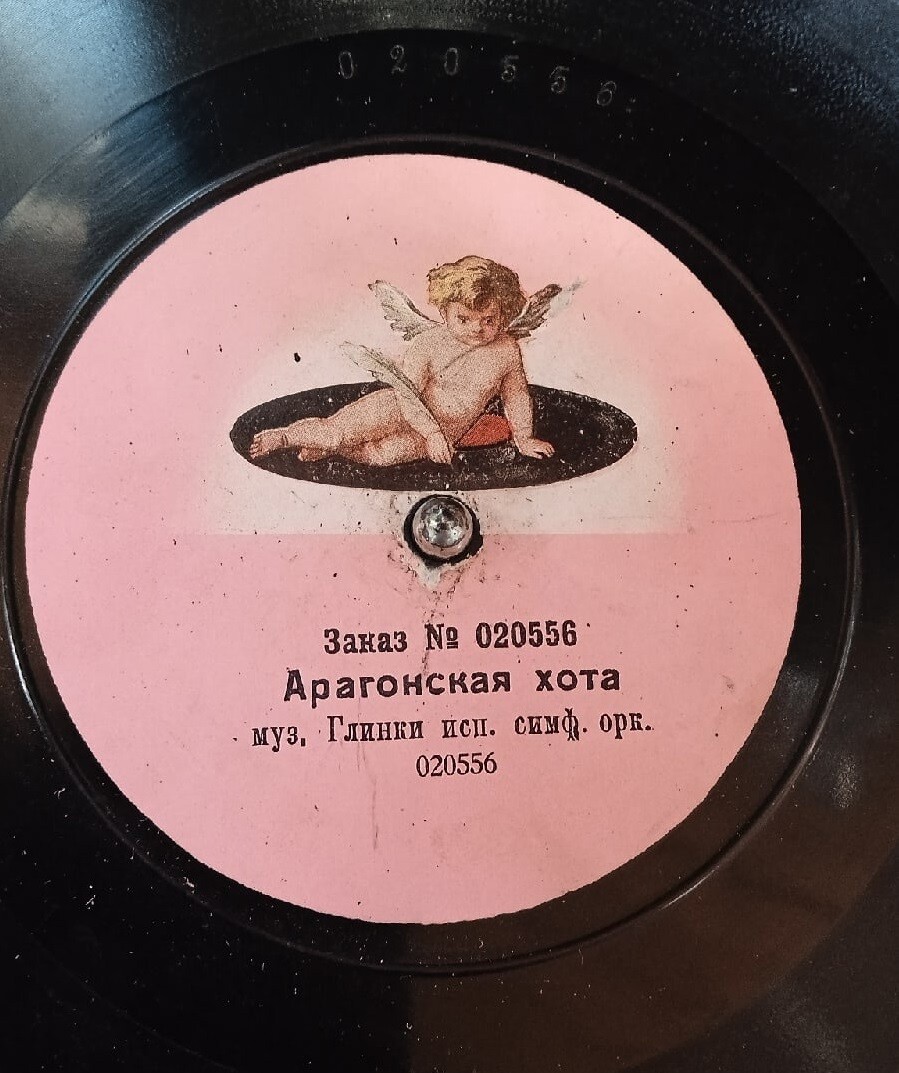 020556
Заказ № 020556
Арагонская хота
муз. Глинки исп. симф. орк.
020556